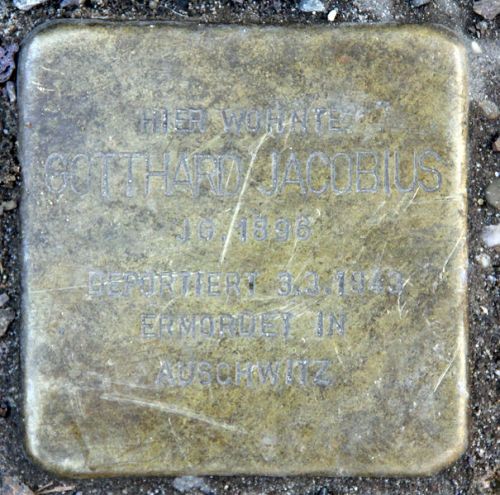 HIER WOHNTE
GOTTHARD JACOBIUS
JG. 1896
DEPORTIERT 3.3.1943
ERMORDET IN
AUSCHWITZ